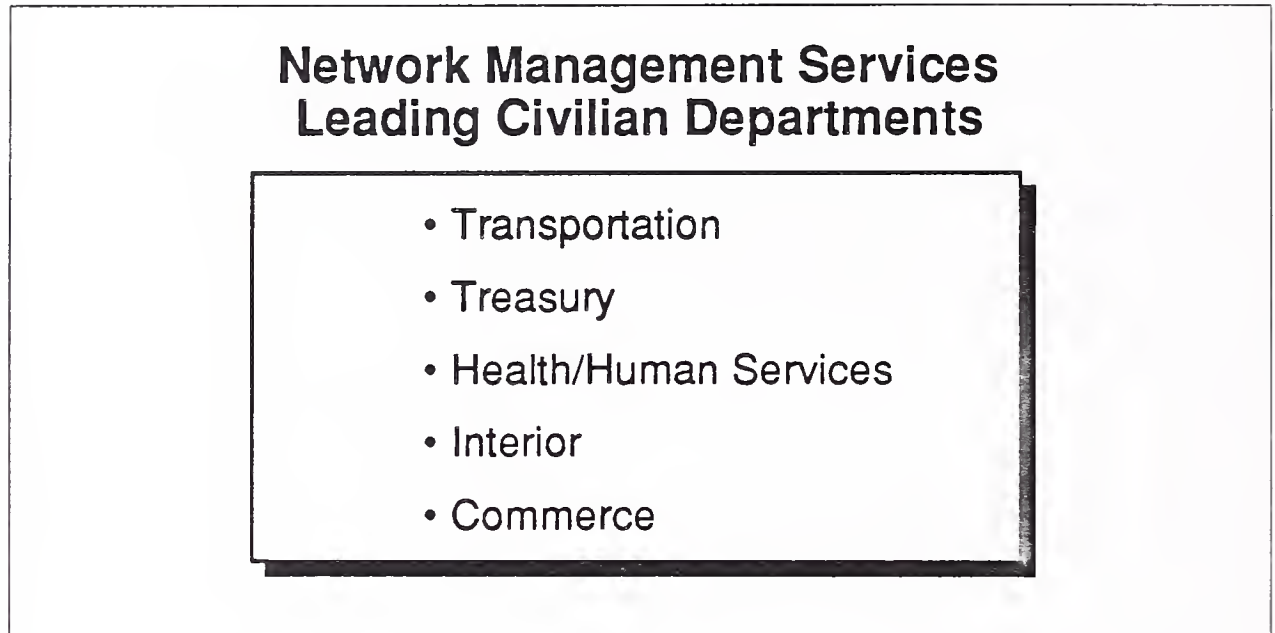 Network Management Services
Leading Civilian Departments
• Transportation
• Treasury
• Health/Human Services
• Interior
• Commerce